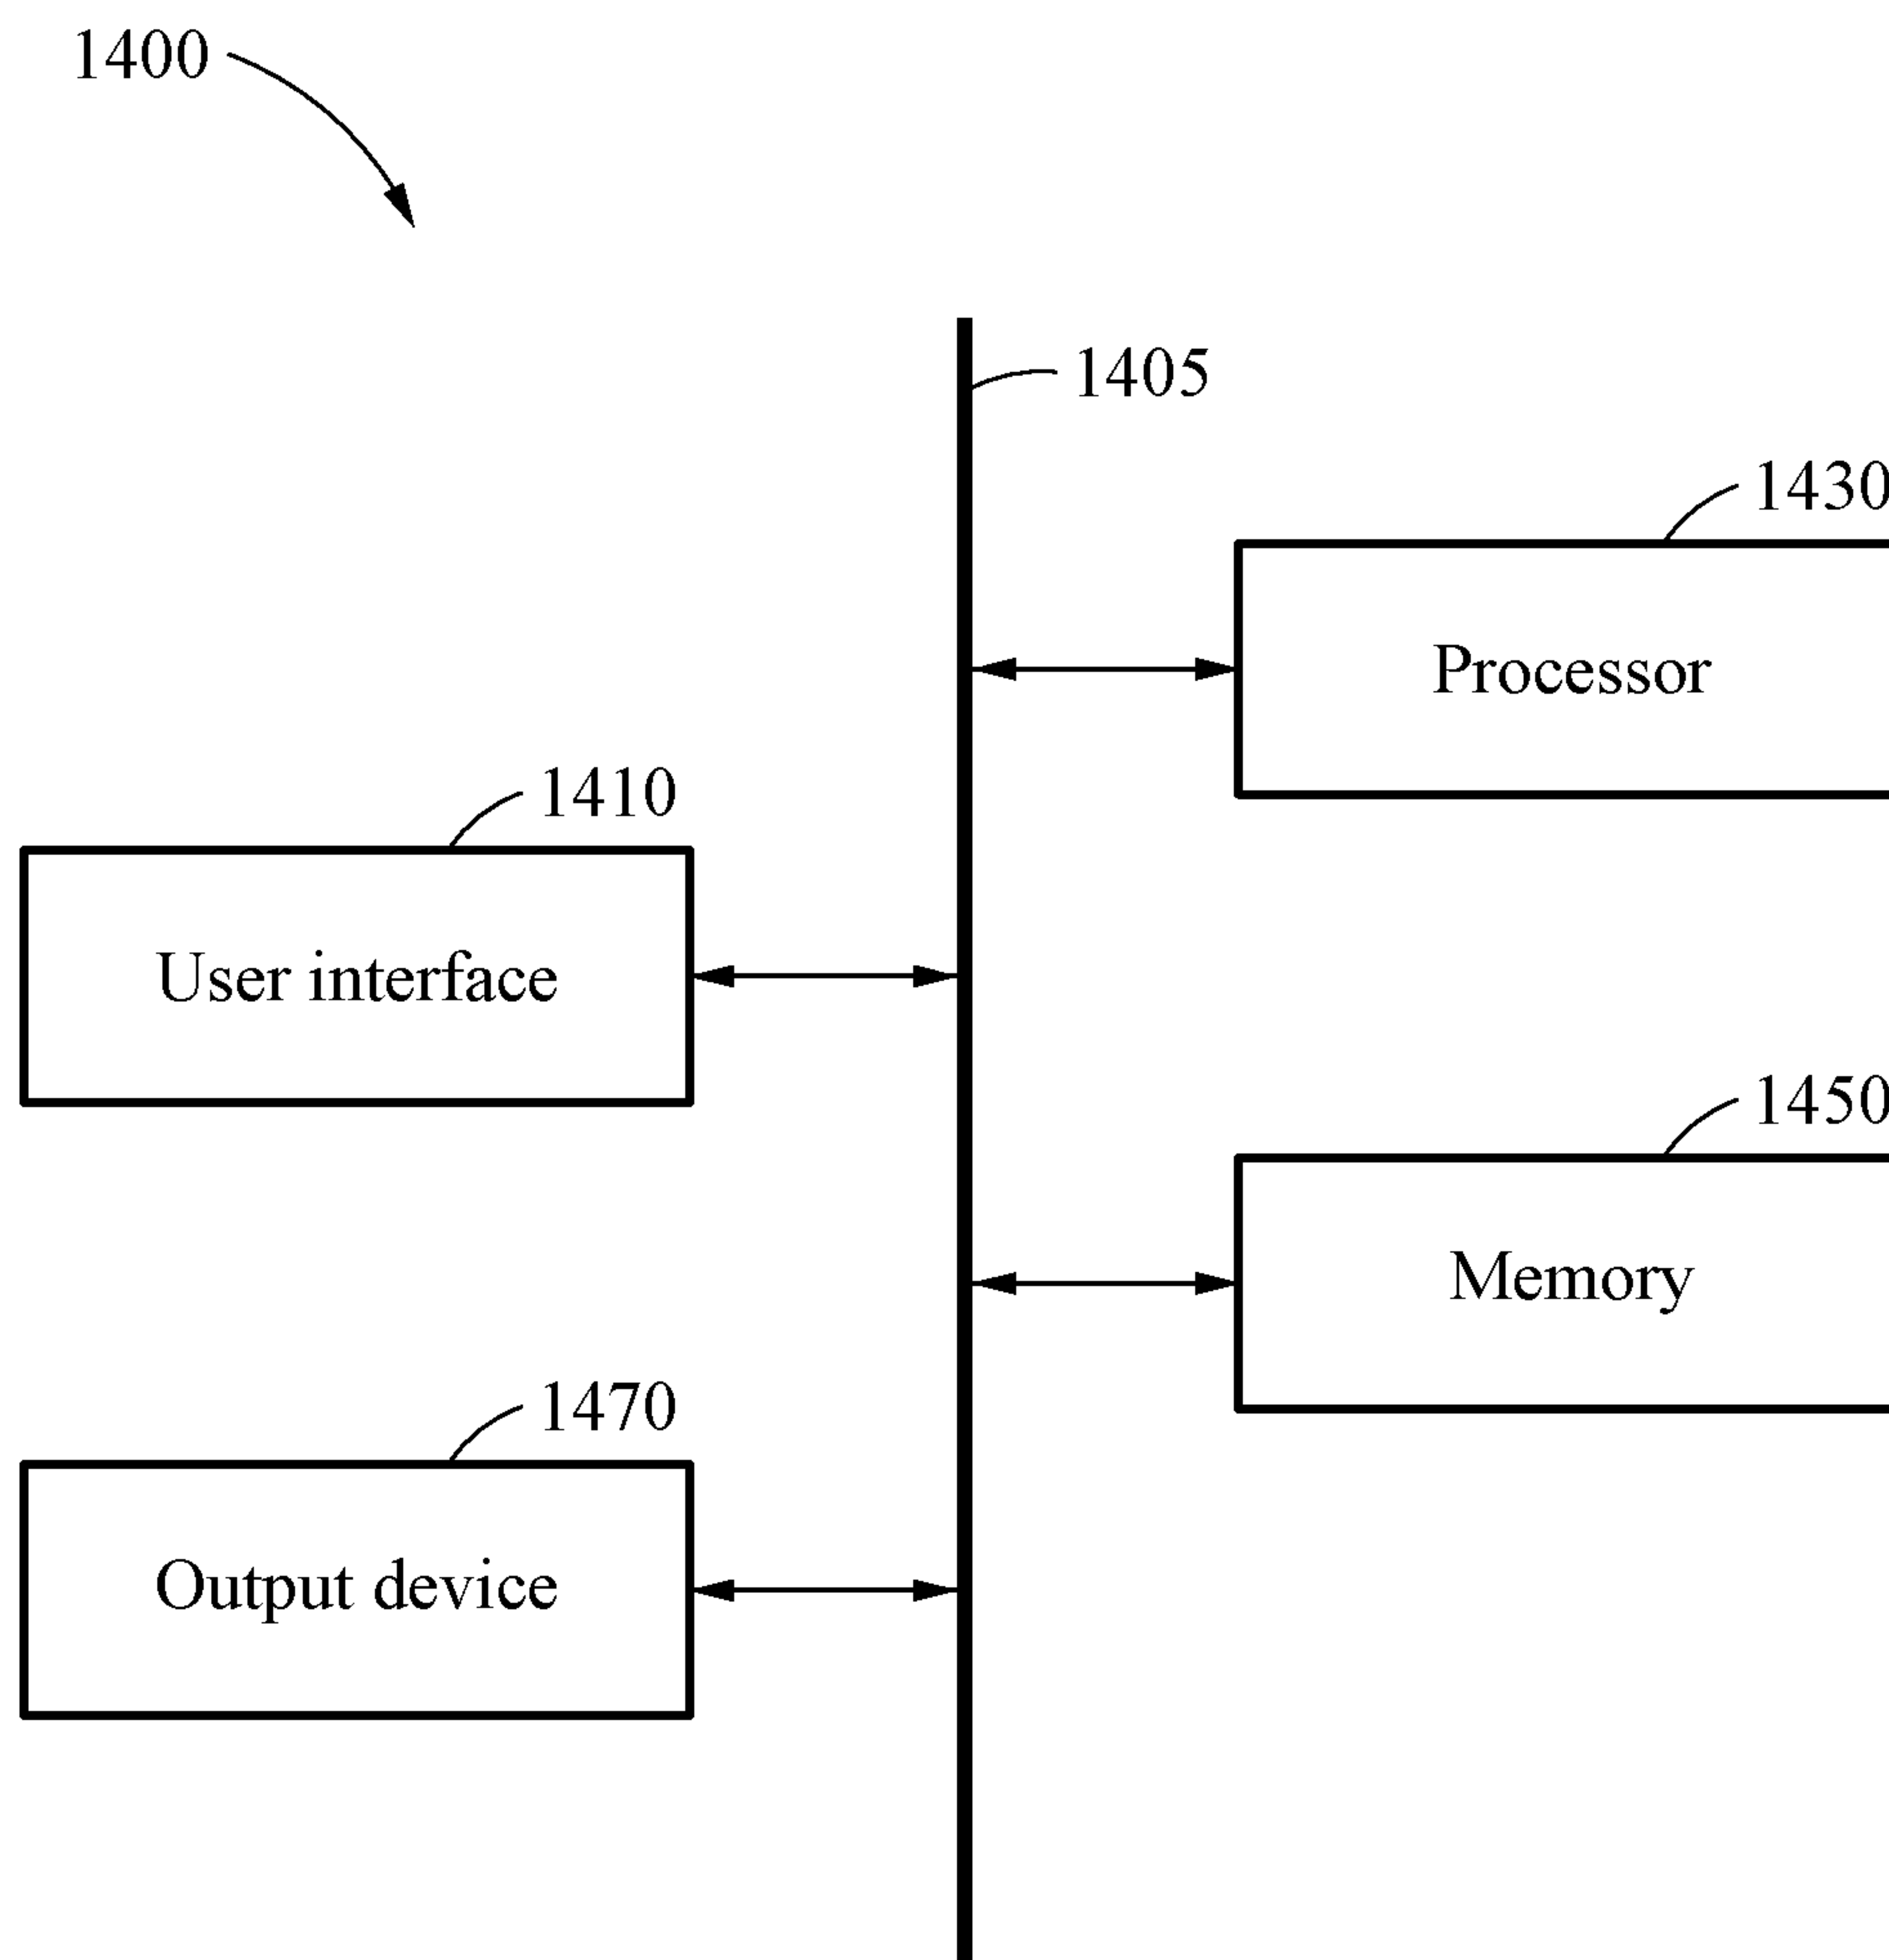 1400
1405
1430
Processor
1410
User interface
1450
Memory
1470
Output device